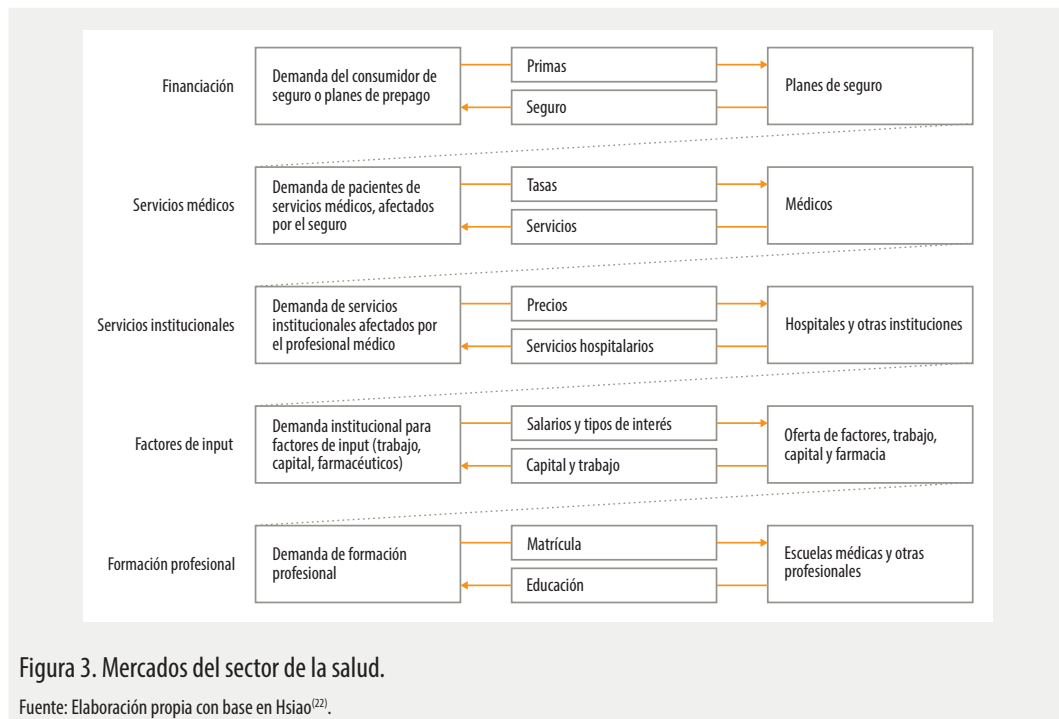 Financiación
Demanda del consumidor de
seguro o planes de prepago
Primas
Seguro
Planes de seguro
Servicios médicos
Demanda de pacientes de
servicios médicos, afectados
por el seguro
Tasas
Servicios
Médicos
Servicios institucionales
Demanda de servicios
institucionales afectados por
el profesional médico
Precios
Servicios hospitalarios
Hospitales y otras instituciones
Factores de input
Demanda institucional para
factores de input (trabajo,
capital, farmacéuticos)
Salarios y tipos de interés
Capital y trabajo
Oferta de factores, trabajo,
capital y farmacia
Formación profesional
Demanda de formación
profesional
Matrícula
Educación
Escuelas médicas y otras
profesionales
Figura 3. Mercados del sector de la salud.
Fuente: Elaboración propia con base en Hsiao(22).